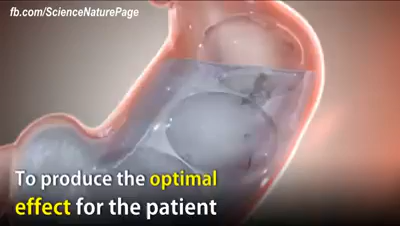 fb.com/ScienceNaturePage
To produce the optimal
effect for the patient